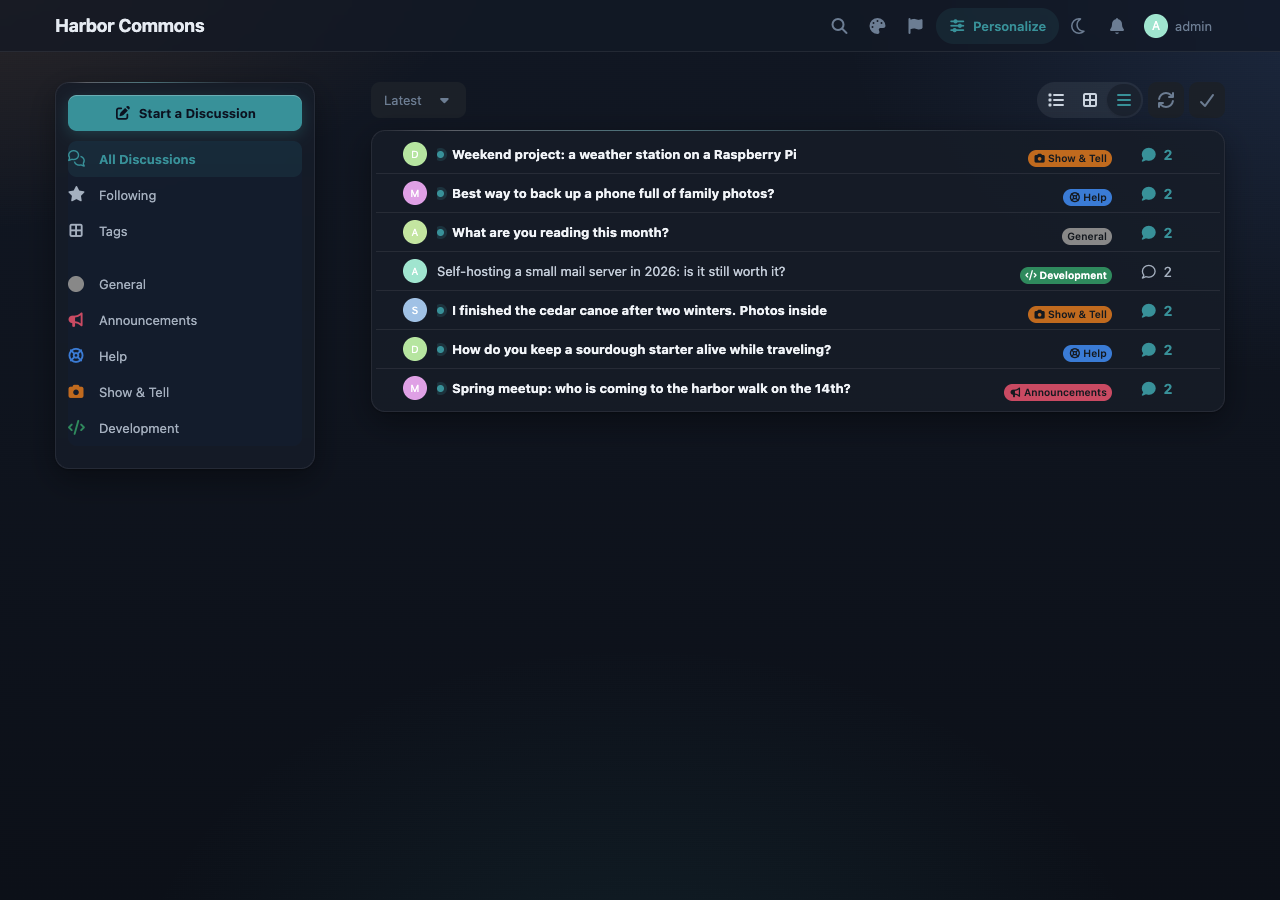 Harbor Commons
Personalize
A admin
Start a Discussion
All Discussions
Following
Tags
General
Announcements
Help
Show & Tell
Development
Latest
D Weekend project: a weather station on a Raspberry Pi Show & Tell 2
M Best way to back up a phone full of family photos? Help 2
A What are you reading this month? General 2
A Self-hosting a small mail server in 2026: is it still worth it? Development 2
S I finished the cedar canoe after two winters. Photos inside Show & Tell 2
D How do you keep a sourdough starter alive while traveling? Help 2
M Spring meetup: who is coming to the harbor walk on the 14th? Announcements 2